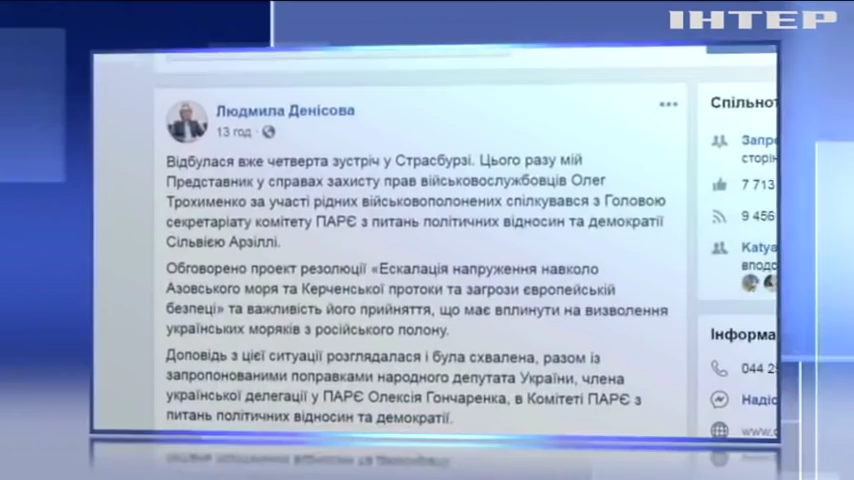 ІНТЕР
Людмила Денісова
13 год ·
Відбулася вже четверта зустріч у Страсбурзі. Цього разу мій
Представник у справах захисту прав військовослужбовців Олег
Трохименко за участі рідних військовополонених спілкувався з Головою
секретаріату комітету ПАРЄ з питань політичних відносин та демократії
Сільвією Арзіллі.
Обговорено проект резолюції «Ескалація напруження навколо
Азовського моря та Керченської протоки та загрози європейській
безпеці» та важливість його прийняття, що має вплинути на визволення
українських моряків з російського полону.
Доповідь з цієї ситуації розглядалася і була схвалена, разом із
запропонованими поправками народного депутата України, члена
української делегації у ПАРЄ Олексія Гончаренка, в Комітеті ПАРЄ з
питань політичних відносин та демократії.
Спільнот
Запро
сторін
7 713
9 456
Katya
вподо
Інформа
044 2
Надіс
www.